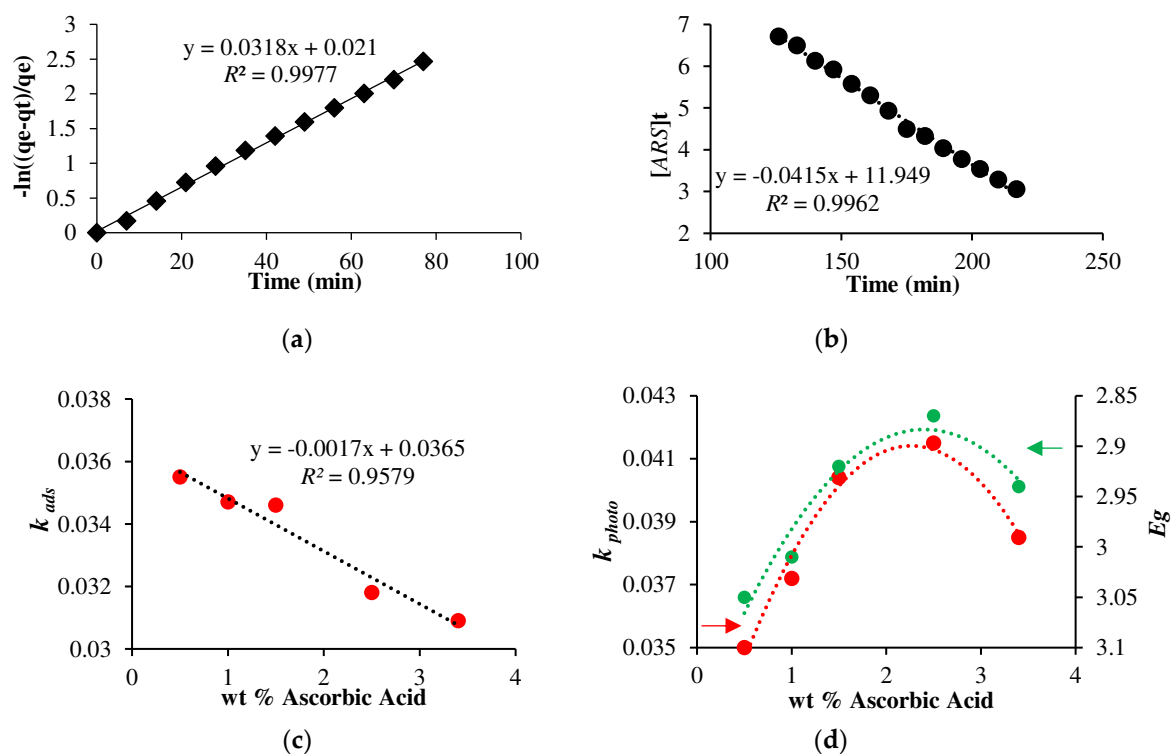 3
2.5
2
1.5
1
0.5
0
y = 0.0318x + 0.021
R² = 0.9977
-ln((qe-qt)/qe)
0 20 40 60 80 100
Time (min)
(a)
7
6
5
4
3
2
[ARS]t
y = -0.0415x + 11.949
R² = 0.9962
100 150 200 250
Time (min)
(b)
0.038
0.036
0.034
0.032
0.03
k ads
y = -0.0017x + 0.0365
R² = 0.9579
0 1 2 3 4
wt % Ascorbic Acid
(c)
0.043
0.041
0.039
0.037
0.035
k photo
2.85
2.9
2.95
3
3.05
3.1
Eg
0 1 2 3 4
wt % Ascorbic Acid
(d)